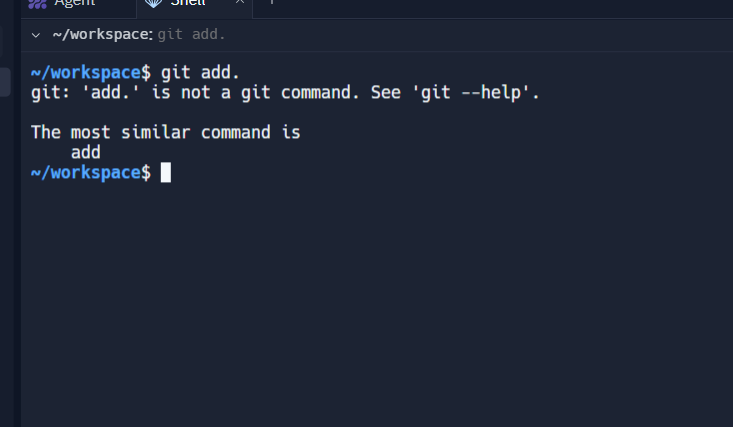 Agent Shell × +
~/workspace: git add.
~/workspace$ git add.
git: 'add.' is not a git command. See 'git --help'.
The most similar command is
add
~/workspace$